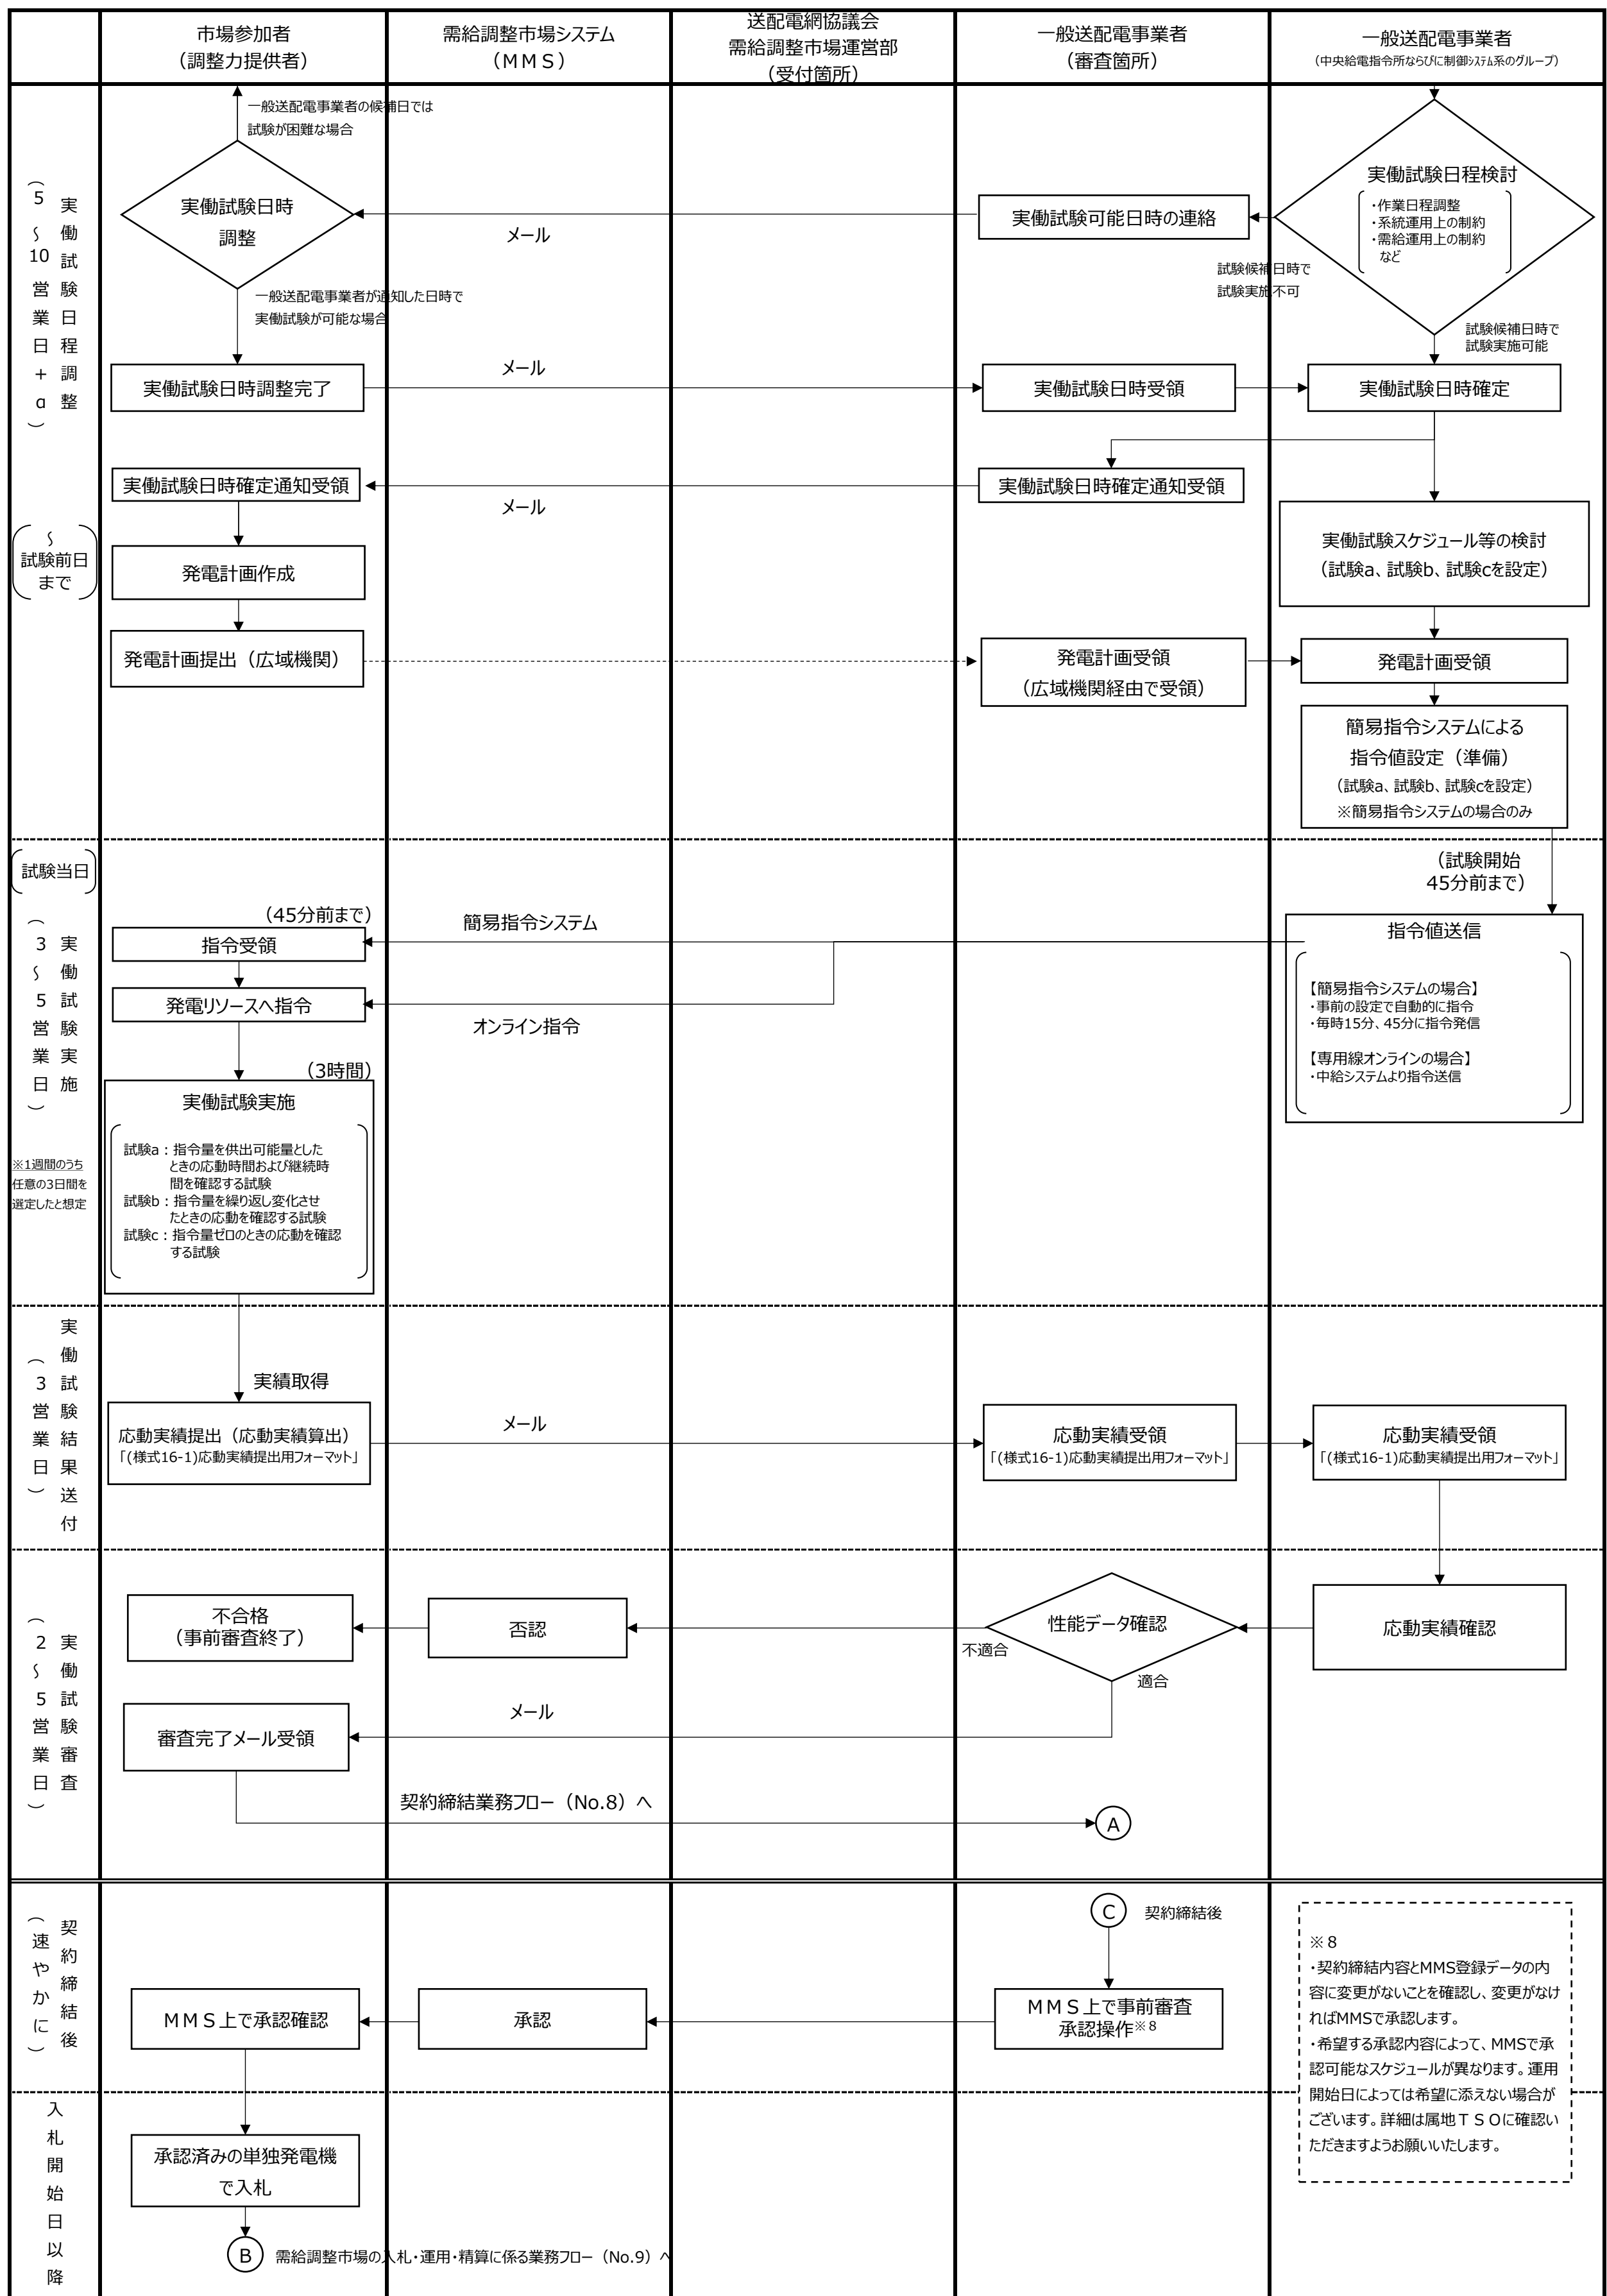 市場参加者
（調整力提供者）
需給調整市場システム
（ＭＭＳ）
送配電網協議会
需給調整市場運営部
（受付箇所）
一般送配電事業者
（審査箇所）
一般送配電事業者
（中央給電指令所ならびに制御システム系のグループ）
実働試験日程調整
（5～10営業日+α）
一般送配電事業者の候補日では
試験が困難な場合
実働試験日時
調整
メール
実働試験可能日時の連絡
実働試験日程検討
・作業日程調整
・系統運用上の制約
・需給運用上の制約
など
試験候補日時で
試験実施不可
一般送配電事業者が通知した日時で
実働試験が可能な場合
試験候補日時で
試験実施可能
実働試験日時調整完了
メール
実働試験日時受領
実働試験日時確定
実働試験日時確定通知受領
メール
実働試験日時確定通知受領
～
試験前日
まで
発電計画作成
実働試験スケジュール等の検討
（試験a、試験b、試験cを設定）
発電計画提出（広域機関）
発電計画受領
（広域機関経由で受領）
発電計画受領
簡易指令システムによる
指令値設定（準備）
（試験a、試験b、試験cを設定）
※簡易指令システムの場合のみ
試験当日
実働試験実施
（3～5営業日）
※1週間のうち
任意の3日間を
選定したと想定
（試験開始
45分前まで）
（45分前まで）
指令受領
簡易指令システム
発電リソースへ指令
オンライン指令
指令値送信
【簡易指令システムの場合】
・事前の設定で自動的に指令
・毎時15分、45分に指令発信
【専用線オンラインの場合】
・中給システムより指令送信
（3時間）
実働試験実施
試験a：指令量を供出可能量とした
ときの応動時間および継続時
間を確認する試験
試験b：指令量を繰り返し変化させ
たときの応動を確認する試験
試験c：指令量ゼロのときの応動を確認
する試験
実働試験結果送付
（3営業日）
実績取得
応動実績提出（応動実績算出）
「(様式16-1)応動実績提出用フォーマット」
メール
応動実績受領
「(様式16-1)応動実績提出用フォーマット」
応動実績受領
「(様式16-1)応動実績提出用フォーマット」
実働試験審査
（2～5営業日）
不合格
（事前審査終了）
否認
不適合
性能データ確認
適合
応動実績確認
審査完了メール受領
メール
契約締結業務フロー（No.8）へ
A
契約締結後
（速やかに）
C
契約締結後
ＭＭＳ上で承認確認
承認
ＭＭＳ上で事前審査
承認操作※8
※８
・契約締結内容とMMS登録データの内
容に変更がないことを確認し、変更がなけ
ればMMSで承認します。
・希望する承認内容によって、MMSで承
認可能なスケジュールが異なります。運用
開始日によっては希望に添えない場合が
ございます。詳細は属地ＴＳＯに確認い
ただきますようお願いいたします。
入札開始日以降
承認済みの単独発電機
で入札
B
需給調整市場の入札・運用・精算に係る業務フロー（No.9）へ